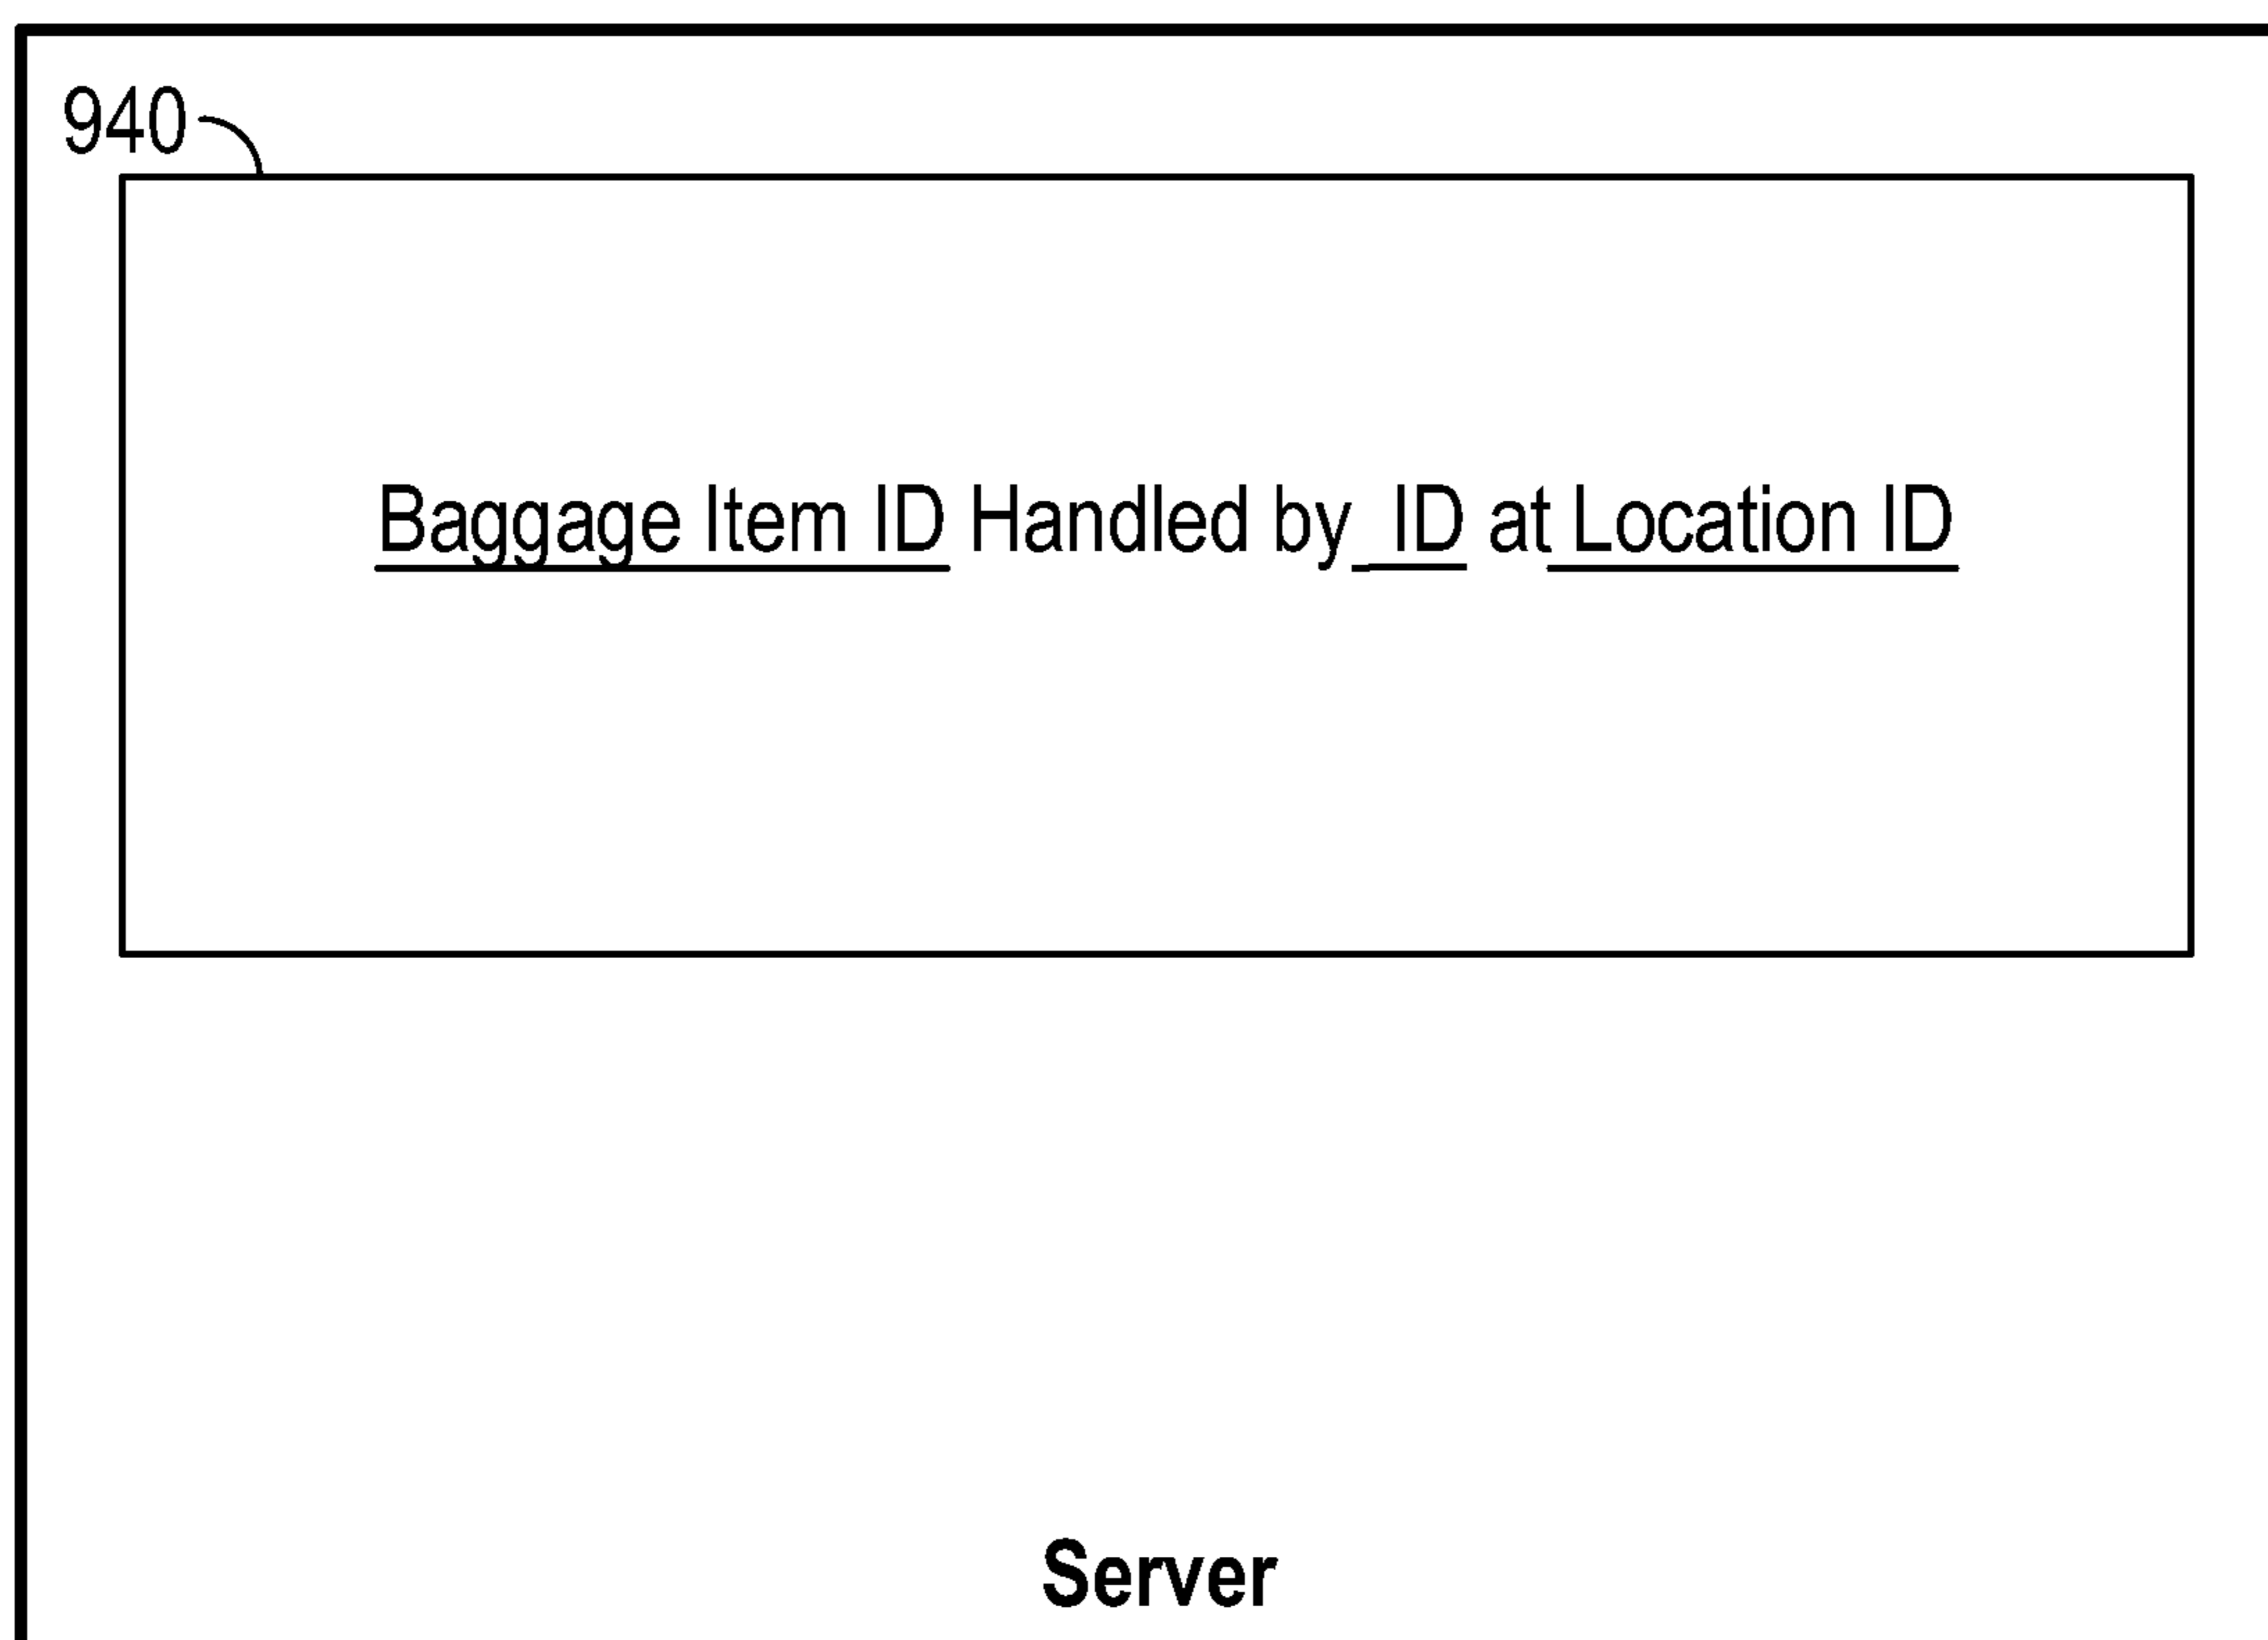 940
Baggage Item ID Handled by ID at Location ID
Server